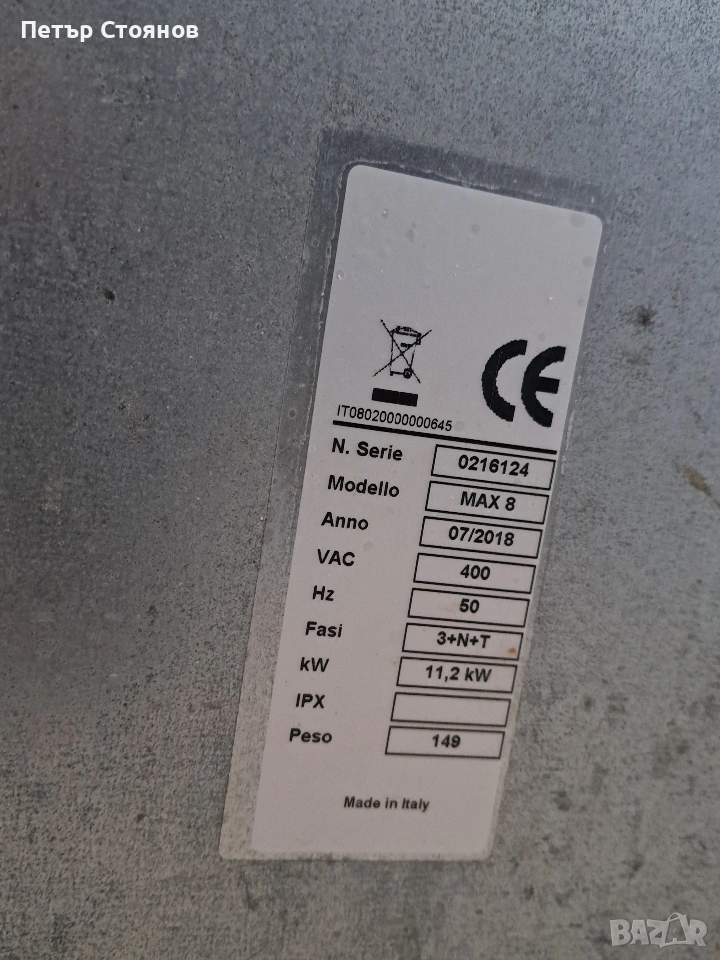 Петър Стоянов
CE
IT08020000000645
N. Serie 0216124
Modello MAX 8
Anno 07/2018
VAC 400
Hz 50
Fasi 3+N+T
kW 11,2 kW
IPX
Peso 149
Made in Italy
BAZAR